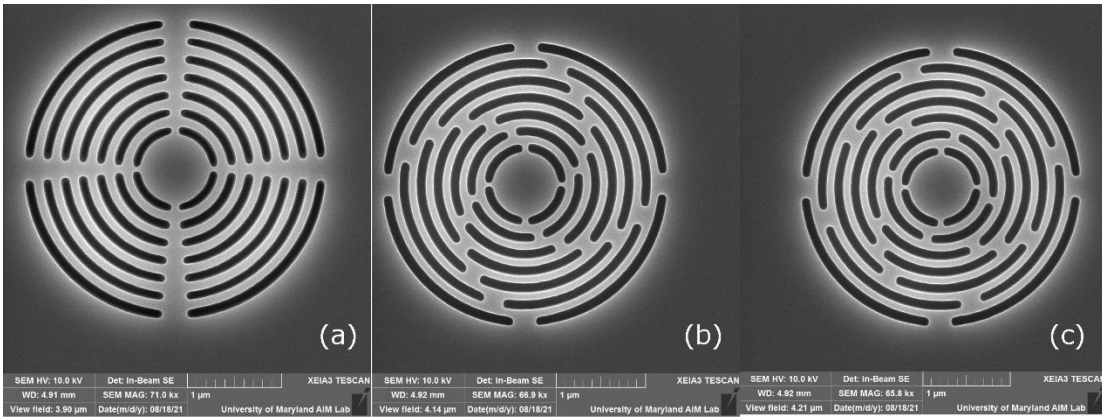 (a)
(b)
(c)
SEM HV: 10.0 kV Det: In-Beam SE XEIA3 TESCAN
WD: 4.91 mm SEM MAG: 71.0 kx 1 µm
View field: 3.90 µm Date(m/d/y): 08/18/21 University of Maryland AIM Lab
SEM HV: 10.0 kV Det: In-Beam SE XEIA3 TESCAN
WD: 4.92 mm SEM MAG: 66.9 kx 1 µm
View field: 4.14 µm Date(m/d/y): 08/18/21 University of Maryland AIM Lab
SEM HV: 10.0 kV Det: In-Beam SE XEIA3 TESCAN
WD: 4.92 mm SEM MAG: 65.8 kx 1 µm
View field: 4.21 µm Date(m/d/y): 08/18/21 University of Maryland AIM Lab